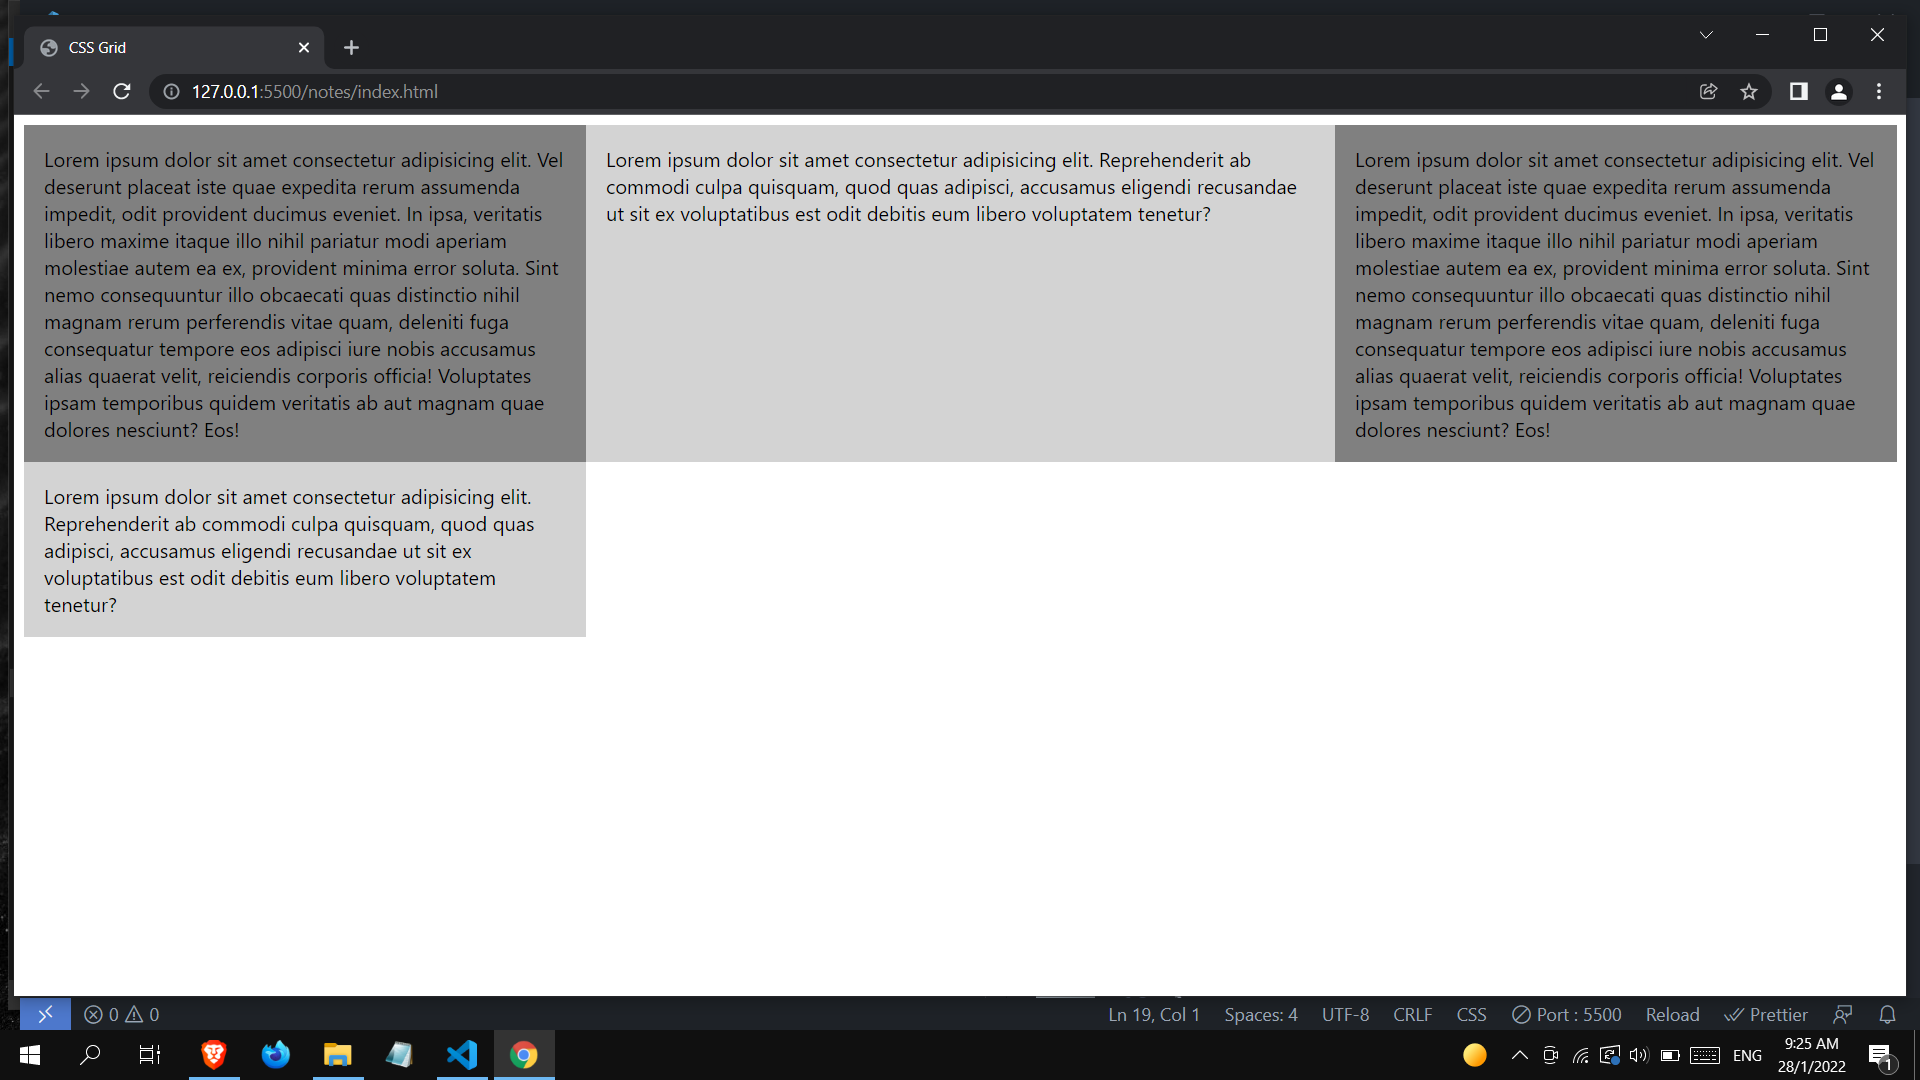 CSS Grid
127.0.0.1:5500/notes/index.html
Lorem ipsum dolor sit amet consectetur adipisicing elit. Vel
deserunt placeat iste quae expedita rerum assumenda
impedit, odit provident ducimus eveniet. In ipsa, veritatis
libero maxime itaque illo nihil pariatur modi aperiam
molestiae autem ea ex, provident minima error soluta. Sint
nemo consequuntur illo obcaecati quas distinctio nihil
magnam rerum perferendis vitae quam, deleniti fuga
consequatur tempore eos adipisci iure nobis accusamus
alias quaerat velit, reiciendis corporis officia! Voluptates
ipsam temporibus quidem veritatis ab aut magnam quae
dolores nesciunt? Eos!
Lorem ipsum dolor sit amet consectetur adipisicing elit. Reprehenderit ab
commodi culpa quisquam, quod quas adipisci, accusamus eligendi recusandae
ut sit ex voluptatibus est odit debitis eum libero voluptatem tenetur?
Lorem ipsum dolor sit amet consectetur adipisicing elit. Vel
deserunt placeat iste quae expedita rerum assumenda
impedit, odit provident ducimus eveniet. In ipsa, veritatis
libero maxime itaque illo nihil pariatur modi aperiam
molestiae autem ea ex, provident minima error soluta. Sint
nemo consequuntur illo obcaecati quas distinctio nihil
magnam rerum perferendis vitae quam, deleniti fuga
consequatur tempore eos adipisci iure nobis accusamus
alias quaerat velit, reiciendis corporis officia! Voluptates
ipsam temporibus quidem veritatis ab aut magnam quae
dolores nesciunt? Eos!
Lorem ipsum dolor sit amet consectetur adipisicing elit.
Reprehenderit ab commodi culpa quisquam, quod quas
adipisci, accusamus eligendi recusandae ut sit ex
voluptatibus est odit debitis eum libero voluptatem
tenetur?
0 0 Ln 19, Col 1 Spaces: 4 UTF-8 CRLF CSS Port : 5500 Reload Prettier
ENG
9:25 AM
28/1/2022
1